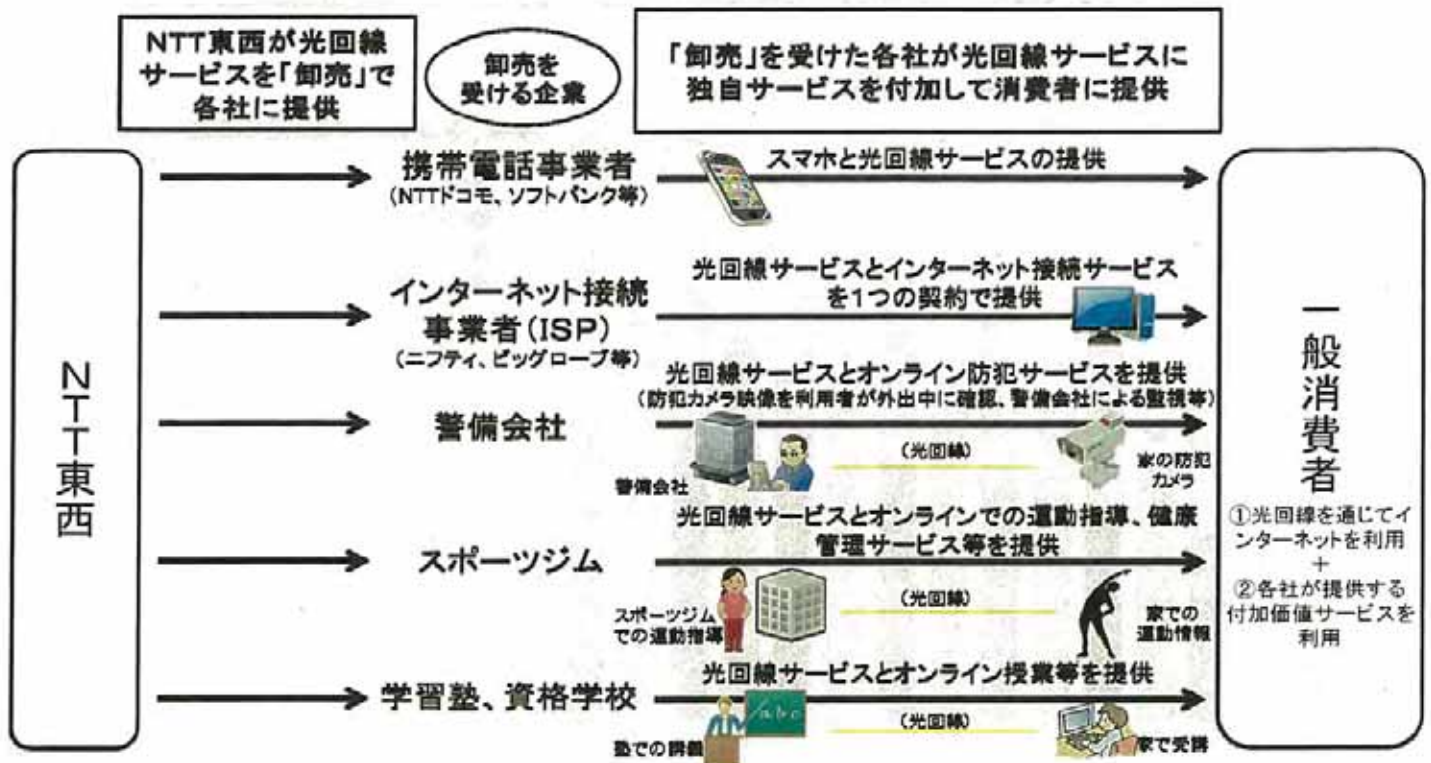 NTT東西が光回線
サービスを「卸売」で
各社に提供
卸売を
受ける企業
「卸売」を受けた各社が光回線サービスに
独自サービスを付加して消費者に提供
NTT東西
携帯電話事業者
(NTTドコモ、ソフトバンク等)
スマホと光回線サービスの提供
インターネット接続
事業者(ISP)
(ニフティ、ビッグローブ等)
光回線サービスとインターネット接続サービス
を1つの契約で提供
警備会社
光回線サービスとオンライン防犯サービスを提供
(防犯カメラ映像を利用者が外出中に確認、警備会社による監視等)
(光回線)
警備会社
家の防犯
カメラ
スポーツジム
光回線サービスとオンラインでの運動指導、健康
管理サービス等を提供
スポーツジム
での運動指導
(光回線)
家での
運動情報
学習塾、資格学校
光回線サービスとオンライン授業等を提供
/abc
塾での講義
(光回線)
家で受講
一般消費者
①光回線を通じてイ
ンターネットを利用
+
②各社が提供する
付加価値サービスを
利用